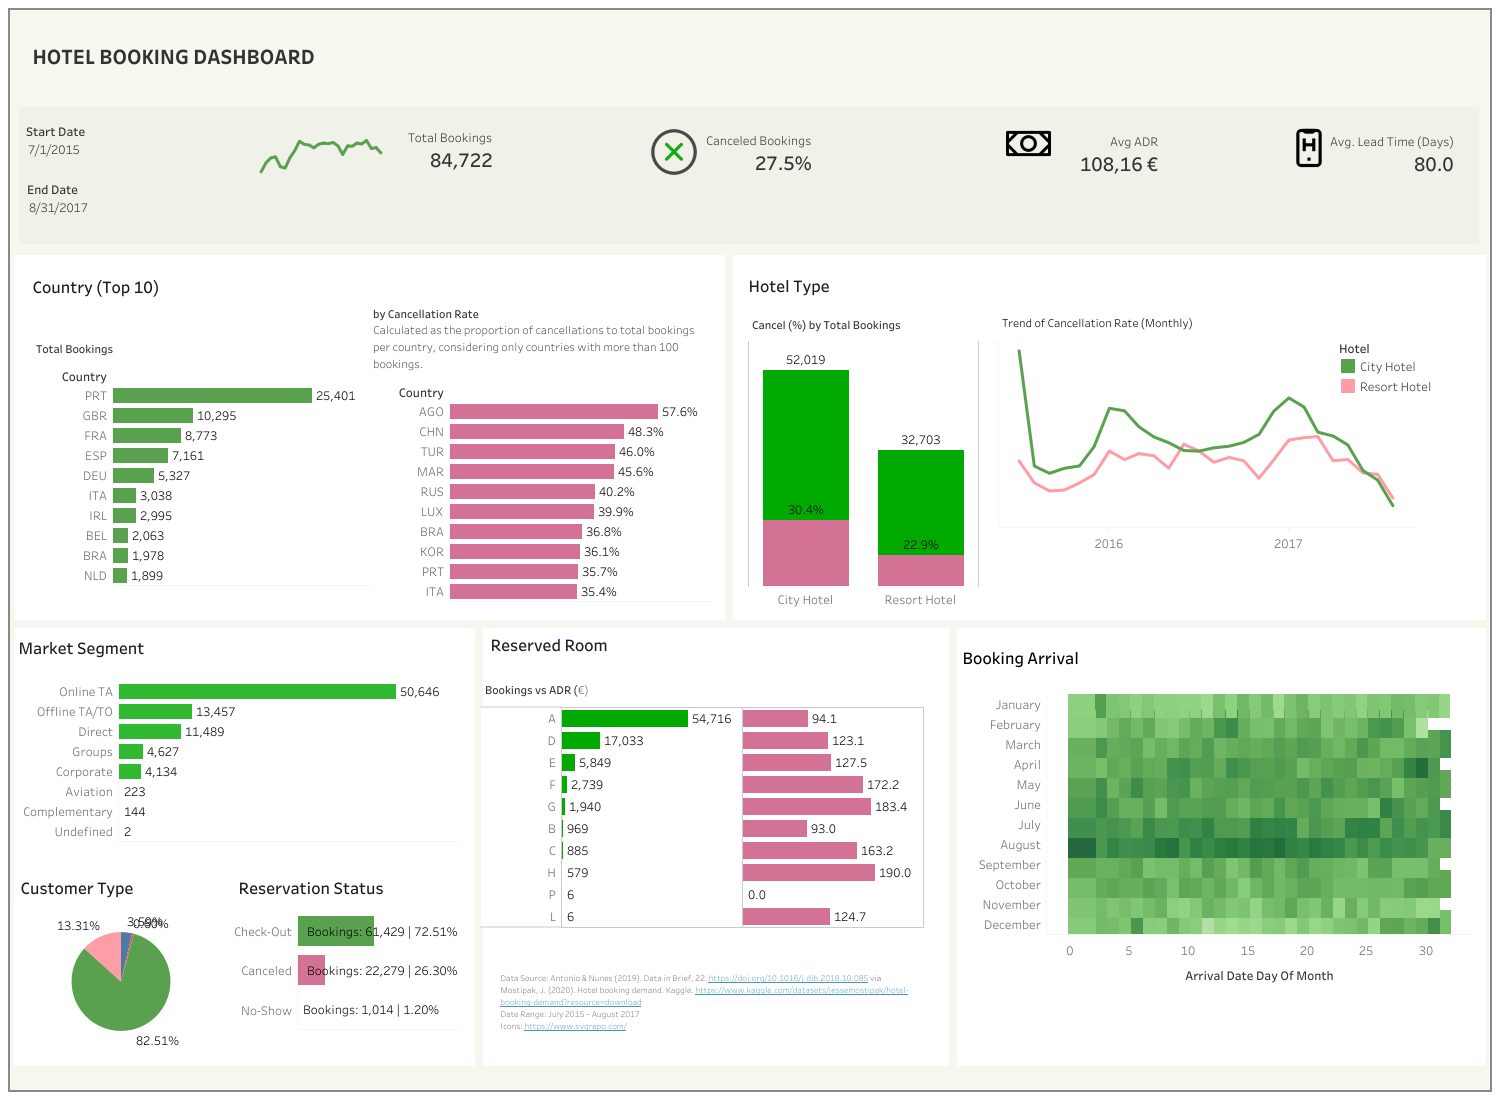 HOTEL BOOKING DASHBOARD
Start Date
7/1/2015
End Date
8/31/2017
Total Bookings
84,722
Canceled Bookings
27.5%
Avg ADR
108,16 €
H
Avg. Lead Time (Days)
80.0
Country (Top 10)
Total Bookings
Country
PRT 25,401
GBR 10,295
FRA 8,773
ESP 7,161
DEU 5,327
ITA 3,038
IRL 2,995
BEL 2,063
BRA 1,978
NLD 1,899
by Cancellation Rate
Calculated as the proportion of cancellations to total bookings
per country, considering only countries with more than 100
bookings.
Country
AGO 57.6%
CHN 48.3%
TUR 46.0%
MAR 45.6%
RUS 40.2%
LUX 39.9%
BRA 36.8%
KOR 36.1%
PRT 35.7%
ITA 35.4%
Hotel Type
Cancel (%) by Total Bookings
52,019
32,703
30.4%
22.9%
City Hotel Resort Hotel
Trend of Cancellation Rate (Monthly)
Hotel
City Hotel
Resort Hotel
2016 2017
Market Segment
Online TA 50,646
Offline TA/TO 13,457
Direct 11,489
Groups 4,627
Corporate 4,134
Aviation 223
Complementary 144
Undefined 2
Customer Type
13.31%
82.51%
Reservation Status
Check-Out Bookings: 61,429 | 72.51%
Canceled Bookings: 22,279 | 26.30%
No-Show Bookings: 1,014 | 1.20%
Reserved Room
Bookings vs ADR (€)
A 54,716 94.1
D 17,033 123.1
E 5,849 127.5
F 2,739 172.2
G 1,940 183.4
B 969 93.0
C 885 163.2
H 579 190.0
P 6 0.0
L 6 124.7
Data Source: Antonio & Nunes (2019). Data in Brief, 22. https://doi.org/10.1016/j.dib.2018.10.085 via
Mostipak, J. (2020). Hotel booking demand. Kaggle. https://www.kaggle.com/datasets/jessemostipak/hotel-
booking-demand?resource=download
Date Range: July 2015 – August 2017
Icons: https://www.svgrepo.com/
Booking Arrival
January
February
March
April
May
June
July
August
September
October
November
December
0 5 10 15 20 25 30
Arrival Date Day Of Month